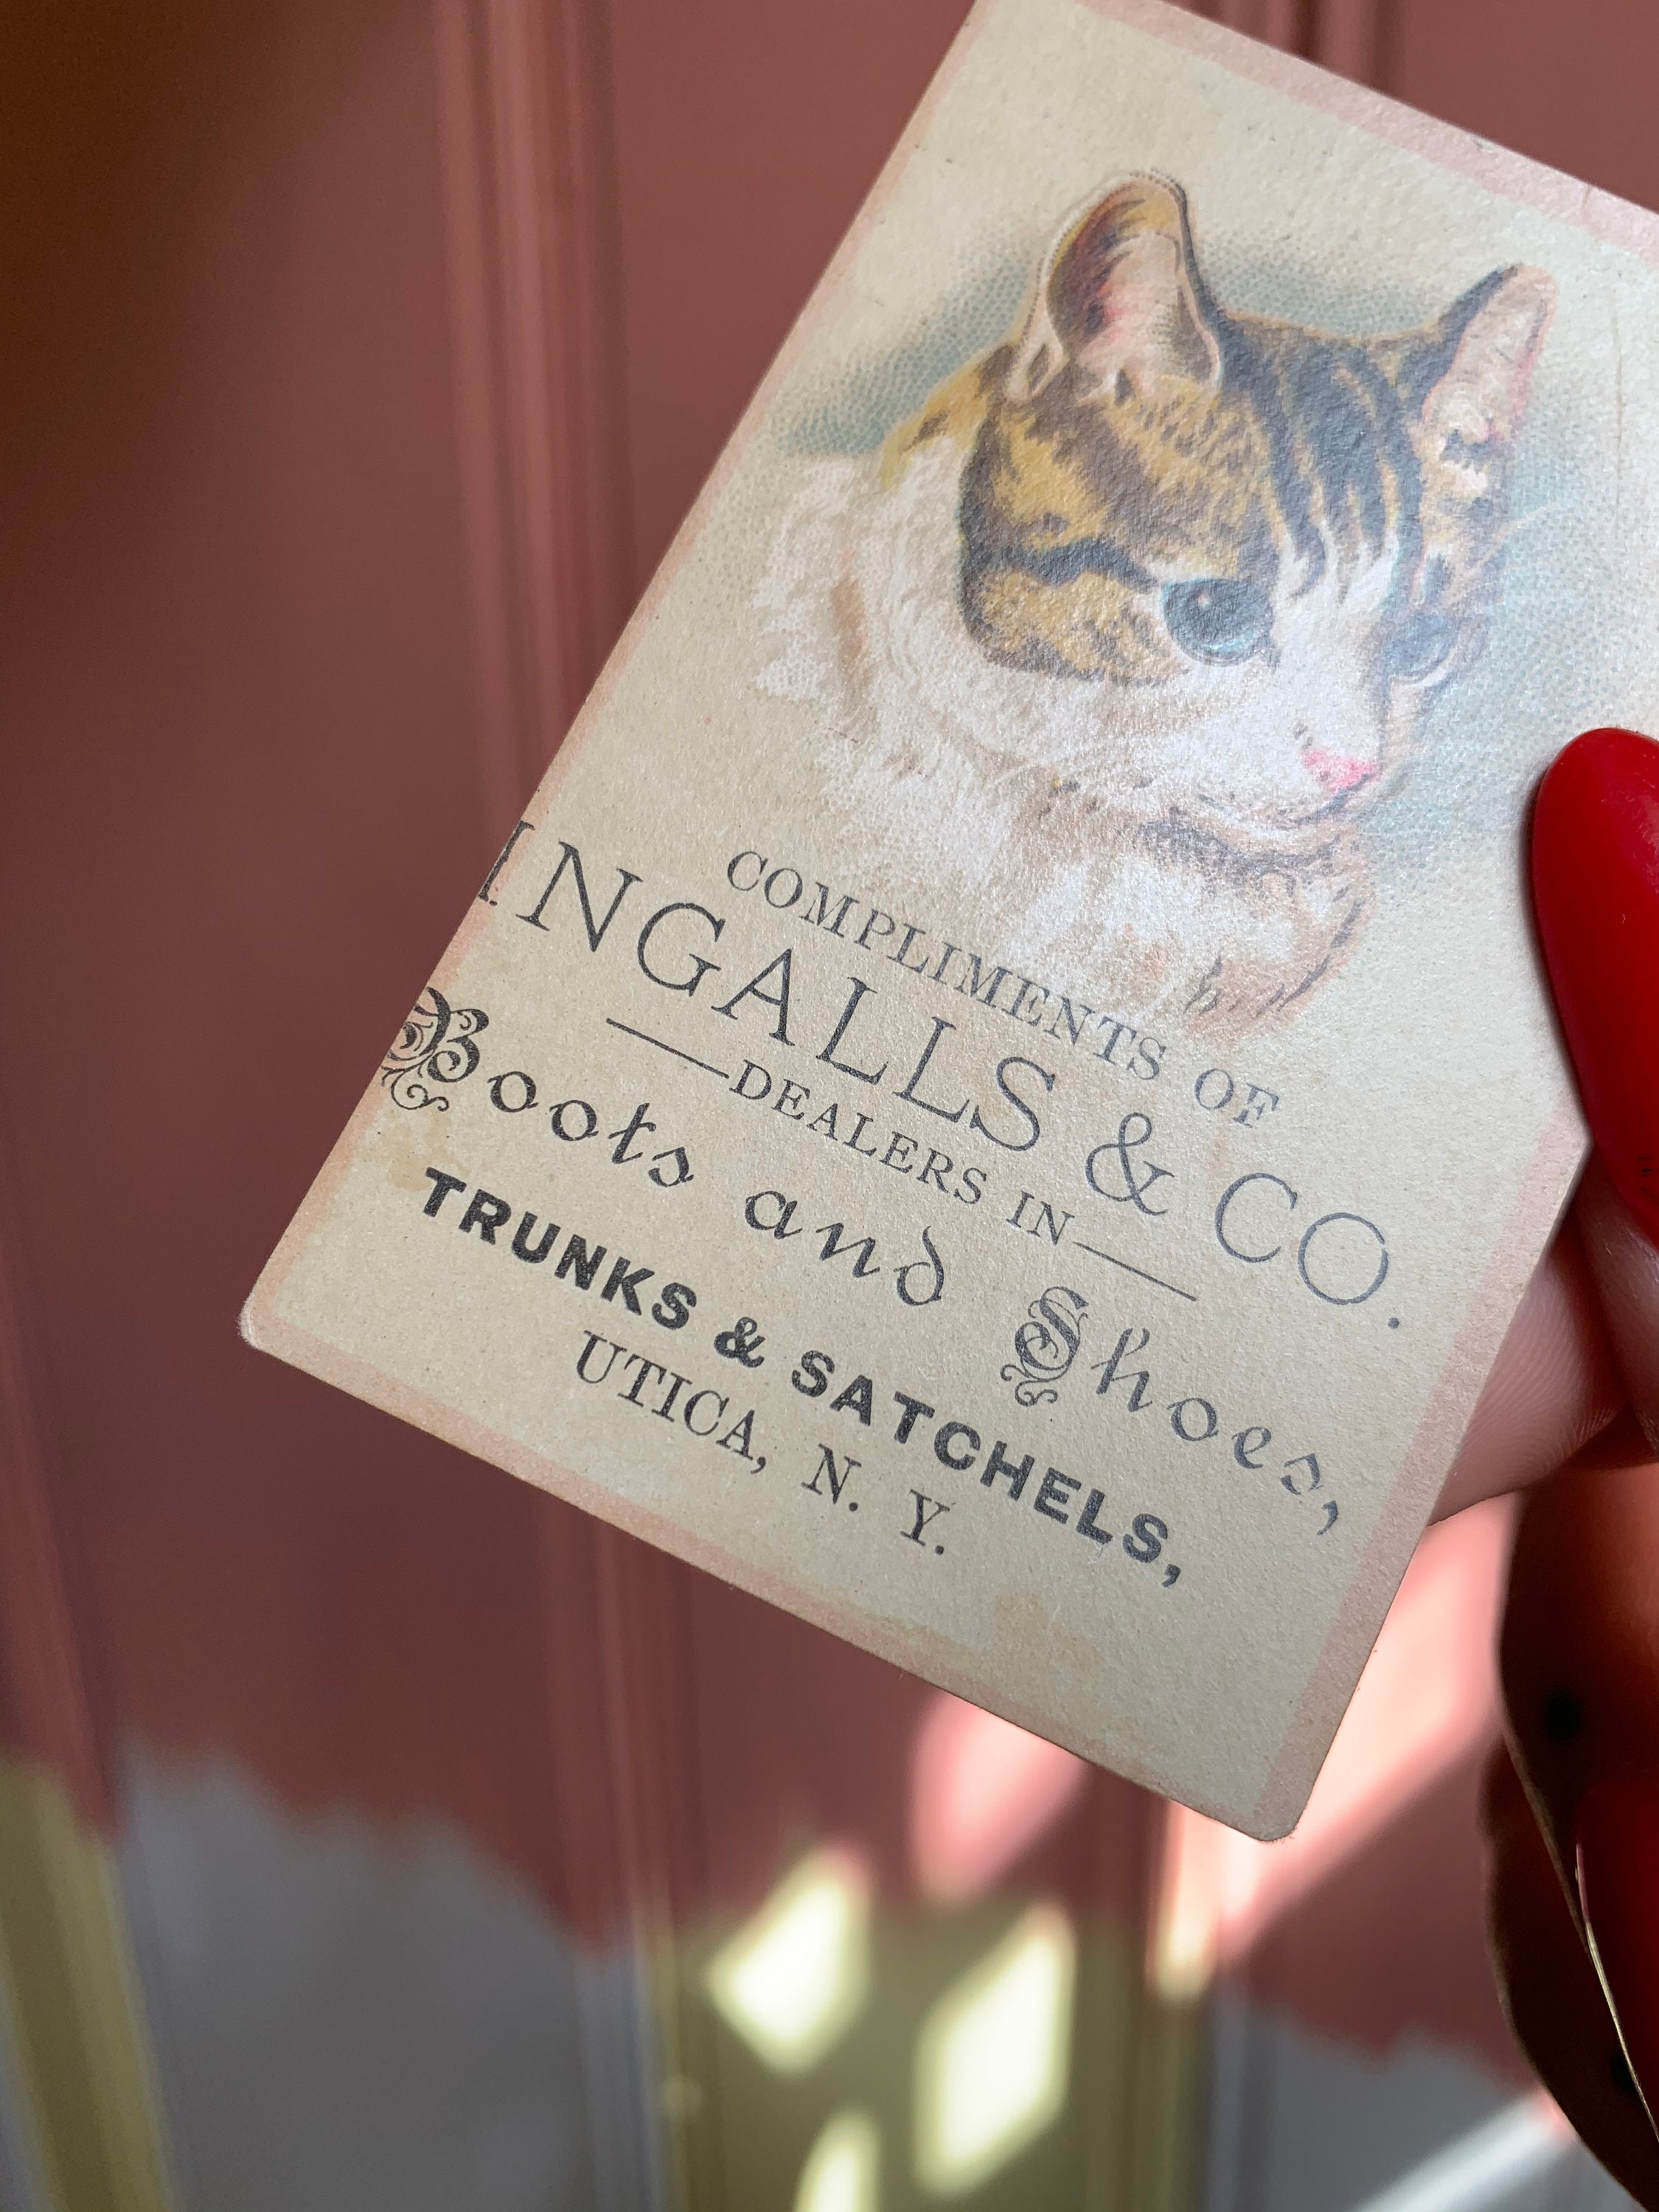 COMPLIMENTS OF
INGALLS & CO.
DEALERS IN
Boots and Shoes,
TRUNKS & SATCHELS,
UTICA, N. Y.